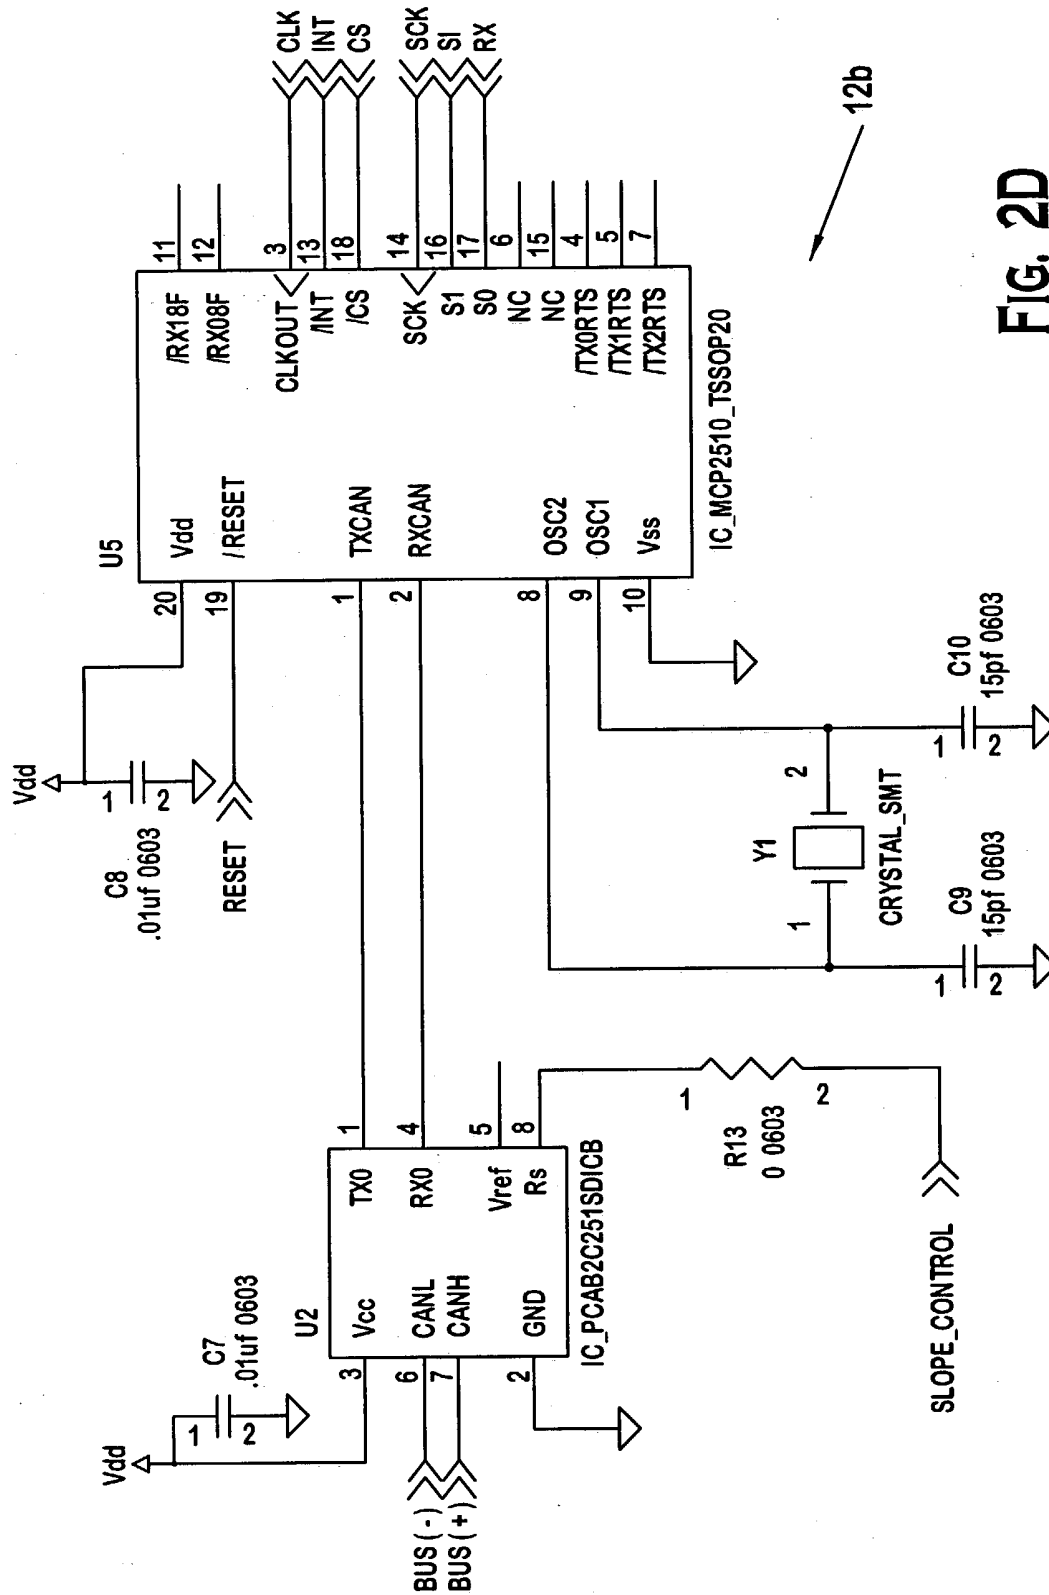 Vdd
C7
.01uf 0603
1
2
BUS (-)
BUS (+)
U2
3
Vcc
6
CANL
7
CANH
2
GND
TX0
1
RX0
4
Vref
5
Rs
8
IC_PCAB2C251SDICB
1
R13
0 0603
2
SLOPE_CONTROL
Vdd
C8
.01uf 0603
1
2
RESET
U5
20
Vdd
19
/RESET
1
TXCAN
2
RXCAN
8
OSC2
9
OSC1
10
Vss
/RX18F
11
/RX08F
12
CLKOUT
3
CLK
/INT
13
INT
/CS
18
CS
SCK
14
SCK
S1
16
SI
S0
17
RX
NC
6
NC
15
/TX0RTS
4
/TX1RTS
5
/TX2RTS
7
IC_MCP2510_TSSOP20
Y1
1
2
CRYSTAL_SMT
C9
15pf 0603
1
2
C10
15pf 0603
1
2
12b
FIG. 2D